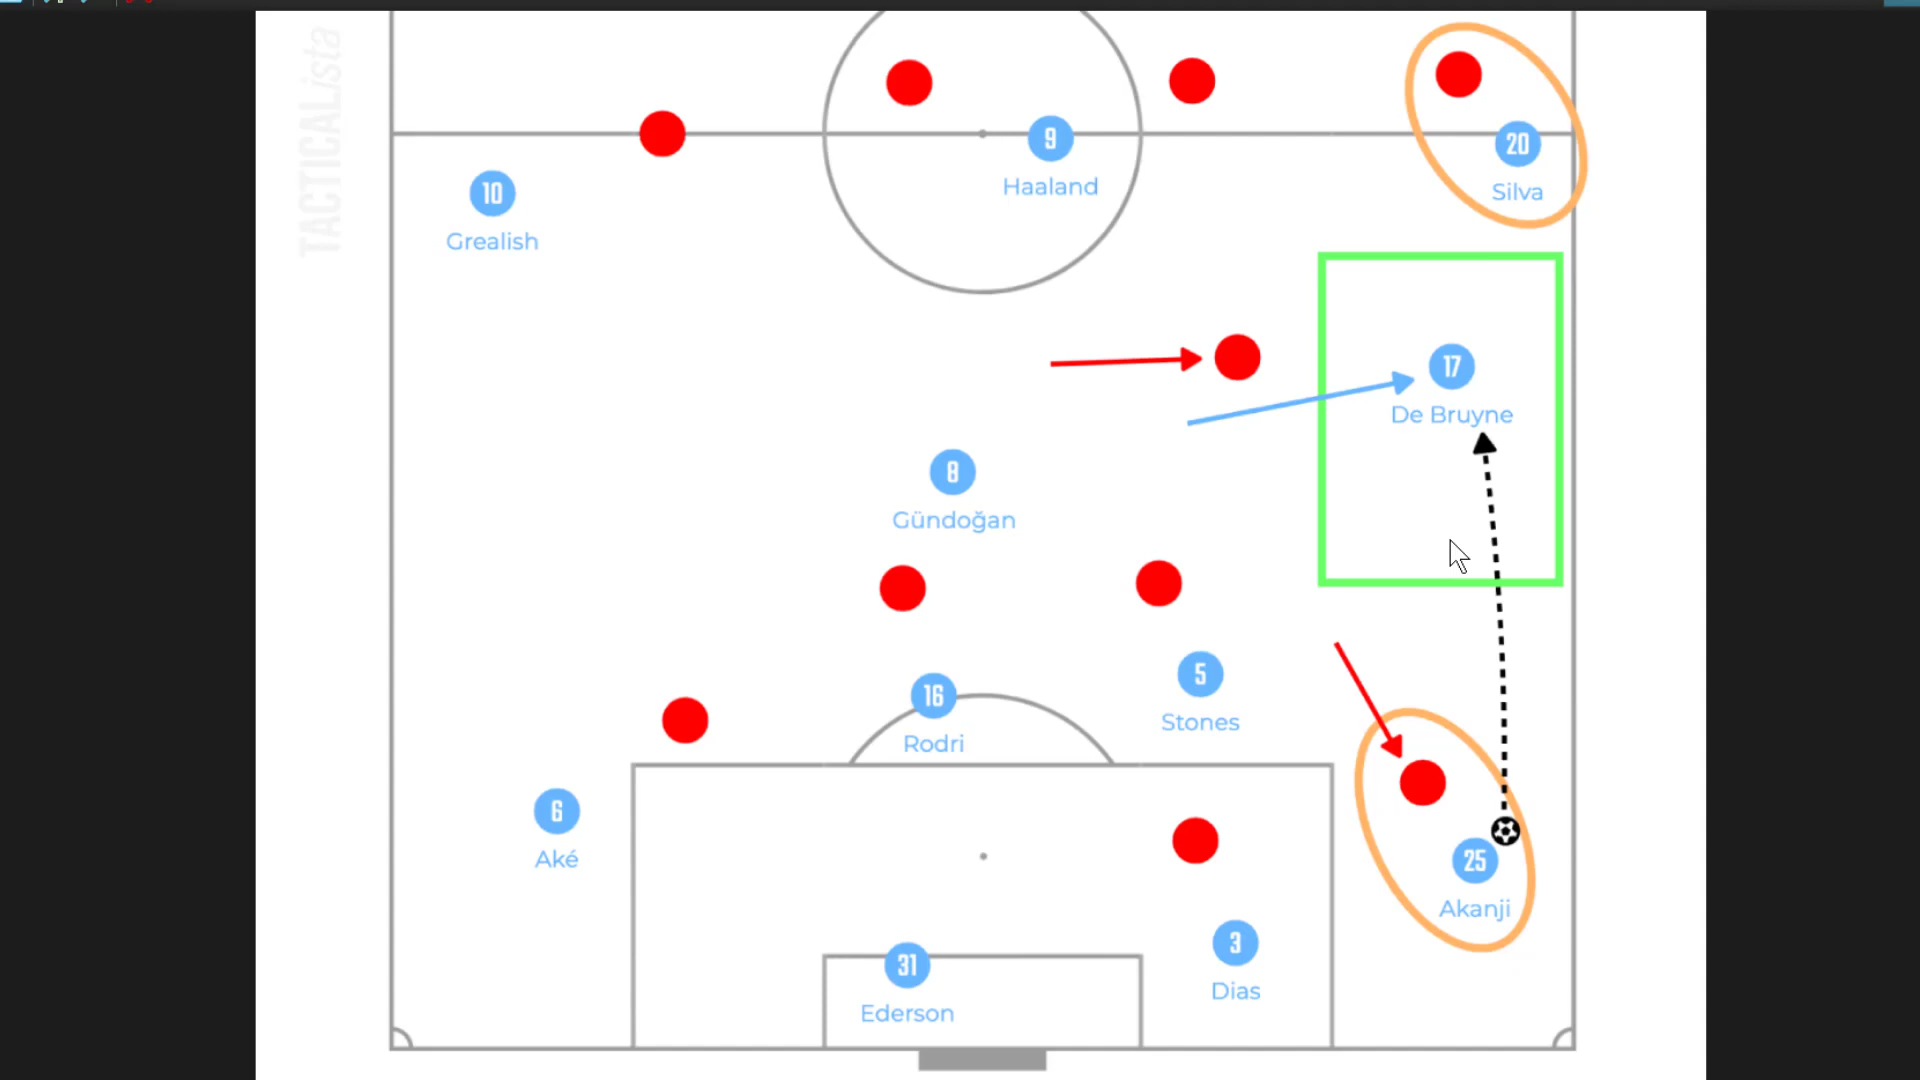 TACTICALista
9
Haaland
20
Silva
10
Grealish
17
De Bruyne
8
Gündoğan
5
Stones
16
Rodri
6
Aké
25
Akanji
3
Dias
31
Ederson